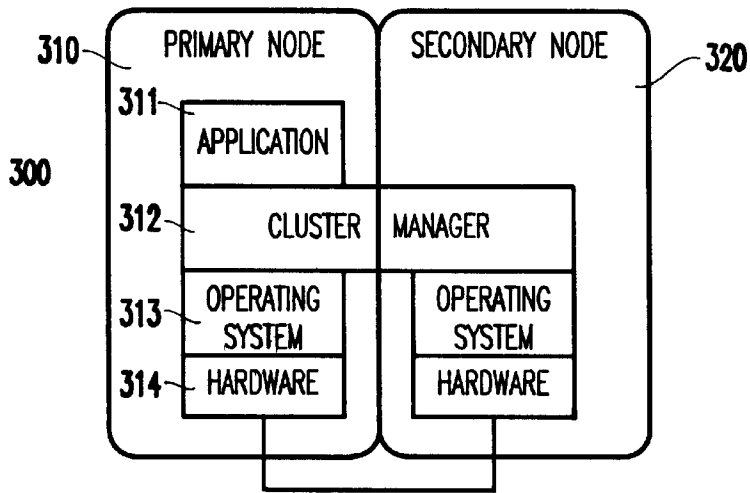 310
PRIMARY NODE
SECONDARY NODE
320
311
APPLICATION
300
312
CLUSTER MANAGER
313
OPERATING
SYSTEM
OPERATING
SYSTEM
314
HARDWARE
HARDWARE